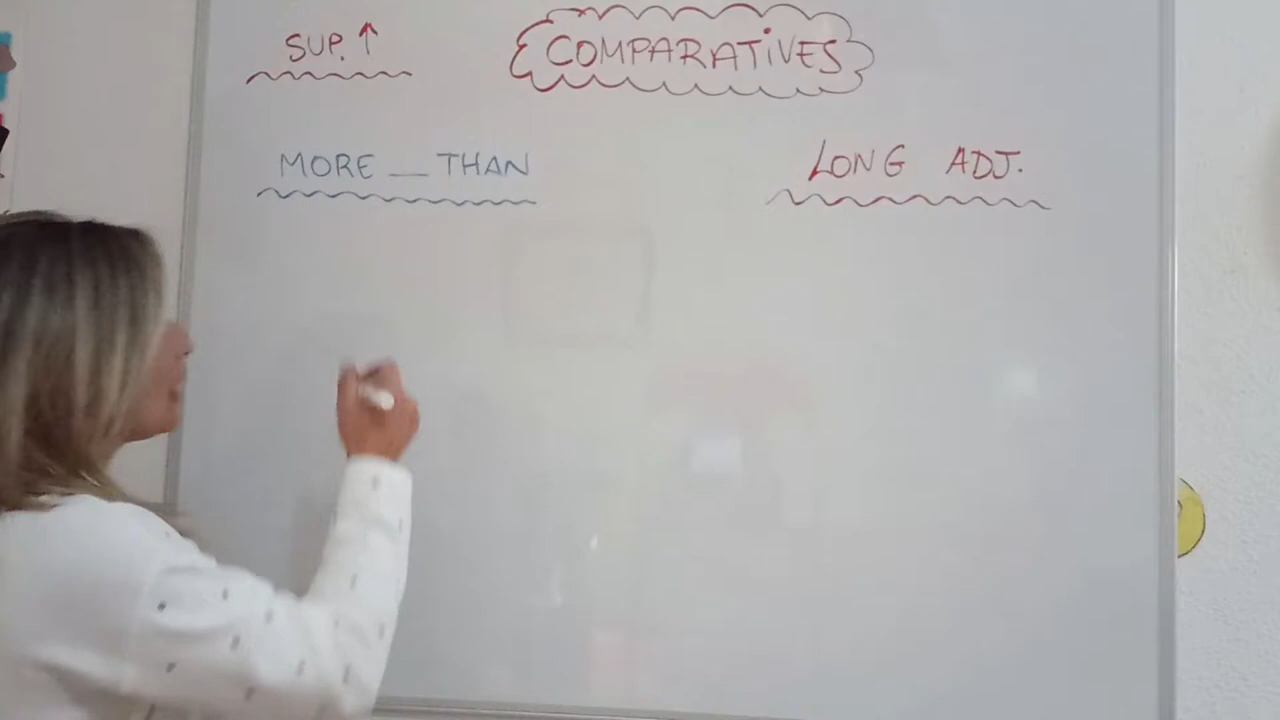 SUP. ↑
COMPARATiVES
MORE __ THAN
LONG ADJ.